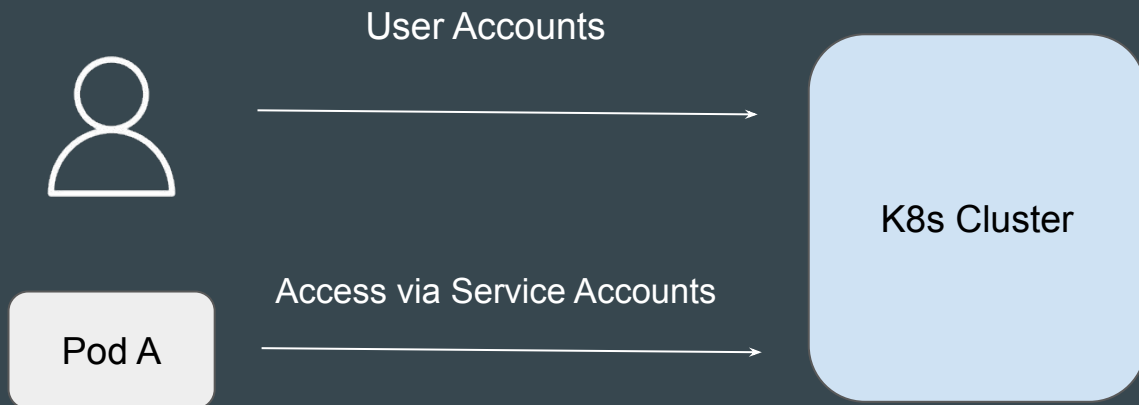 User Accounts
K8s Cluster
Access via Service Accounts
Pod A